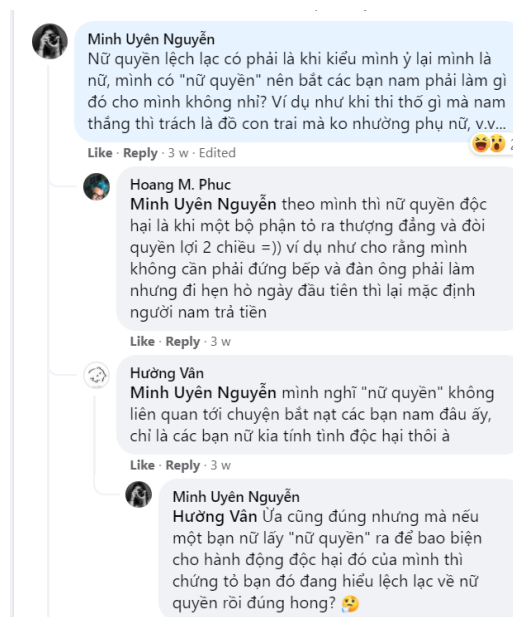 Minh Uyên Nguyễn
Nữ quyền lệch lạc có phải là khi kiểu mình ỷ lại mình là
nữ, mình có "nữ quyền" nên bắt các bạn nam phải làm gì
đó cho mình không nhỉ? Ví dụ như khi thi thố gì mà nam
thắng thì trách là đồ con trai mà ko nhường phụ nữ, v.v...
Like · Reply · 3 w · Edited
Hoang M. Phuc
Minh Uyên Nguyễn theo mình thì nữ quyền độc
hại là khi một bộ phận tỏ ra thượng đẳng và đòi
quyền lợi 2 chiều =)) ví dụ như cho rằng mình
không cần phải đứng bếp và đàn ông phải làm
nhưng đi hẹn hò ngày đầu tiên thì lại mặc định
người nam trả tiền
Like · Reply · 3 w
Hường Vân
Minh Uyên Nguyễn mình nghĩ "nữ quyền" không
liên quan tới chuyện bắt nạt các bạn nam đâu ấy,
chỉ là các bạn nữ kia tính tình độc hại thôi à
Like · Reply · 3 w
Minh Uyên Nguyễn
Hường Vân Ừa cũng đúng nhưng mà nếu
một bạn nữ lấy "nữ quyền" ra để bao biện
cho hành động độc hại đó của mình thì
chứng tỏ bạn đó đang hiểu lệch lạc về nữ
quyền rồi đúng hong? 🤔